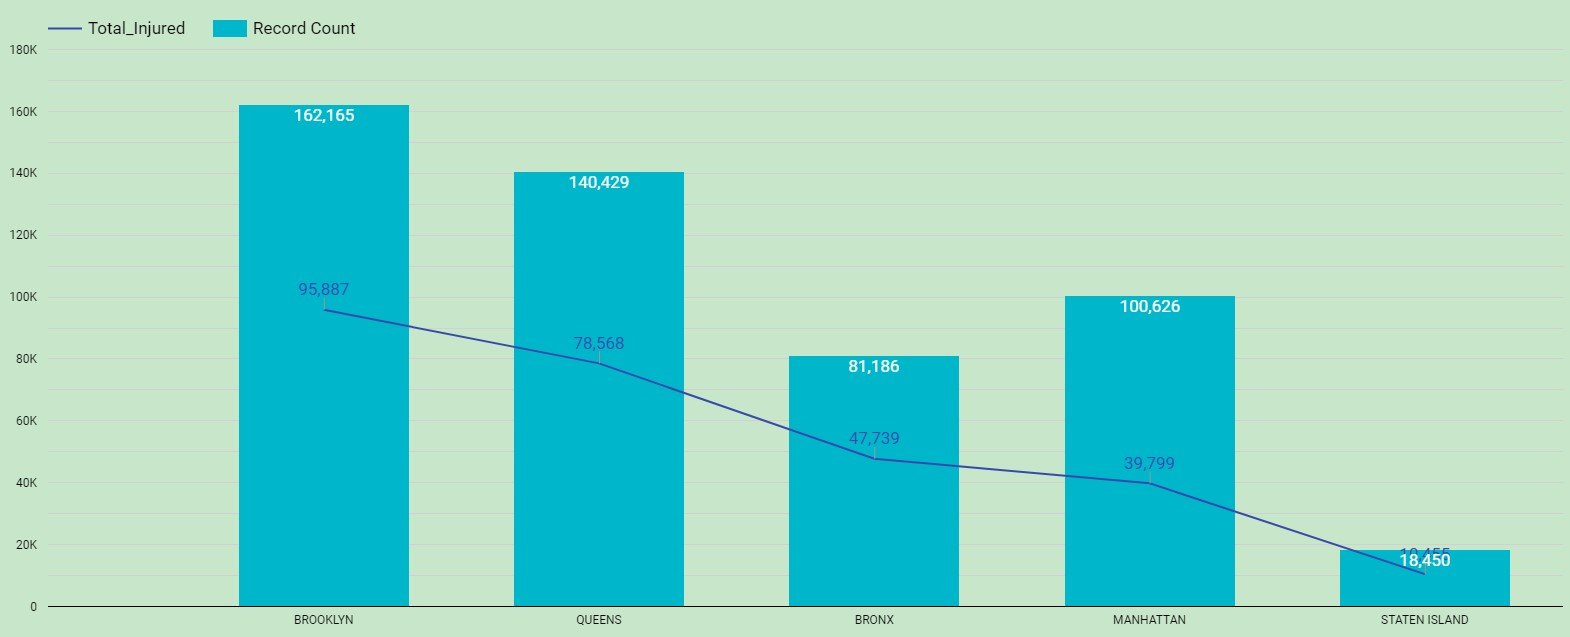 Total_Injured Record Count
180K
160K
140K
120K
100K
80K
60K
40K
20K
0
162,165
140,429
100,626
81,186
18,450
95,887
78,568
47,739
39,799
BROOKLYN QUEENS BRONX MANHATTAN STATEN ISLAND